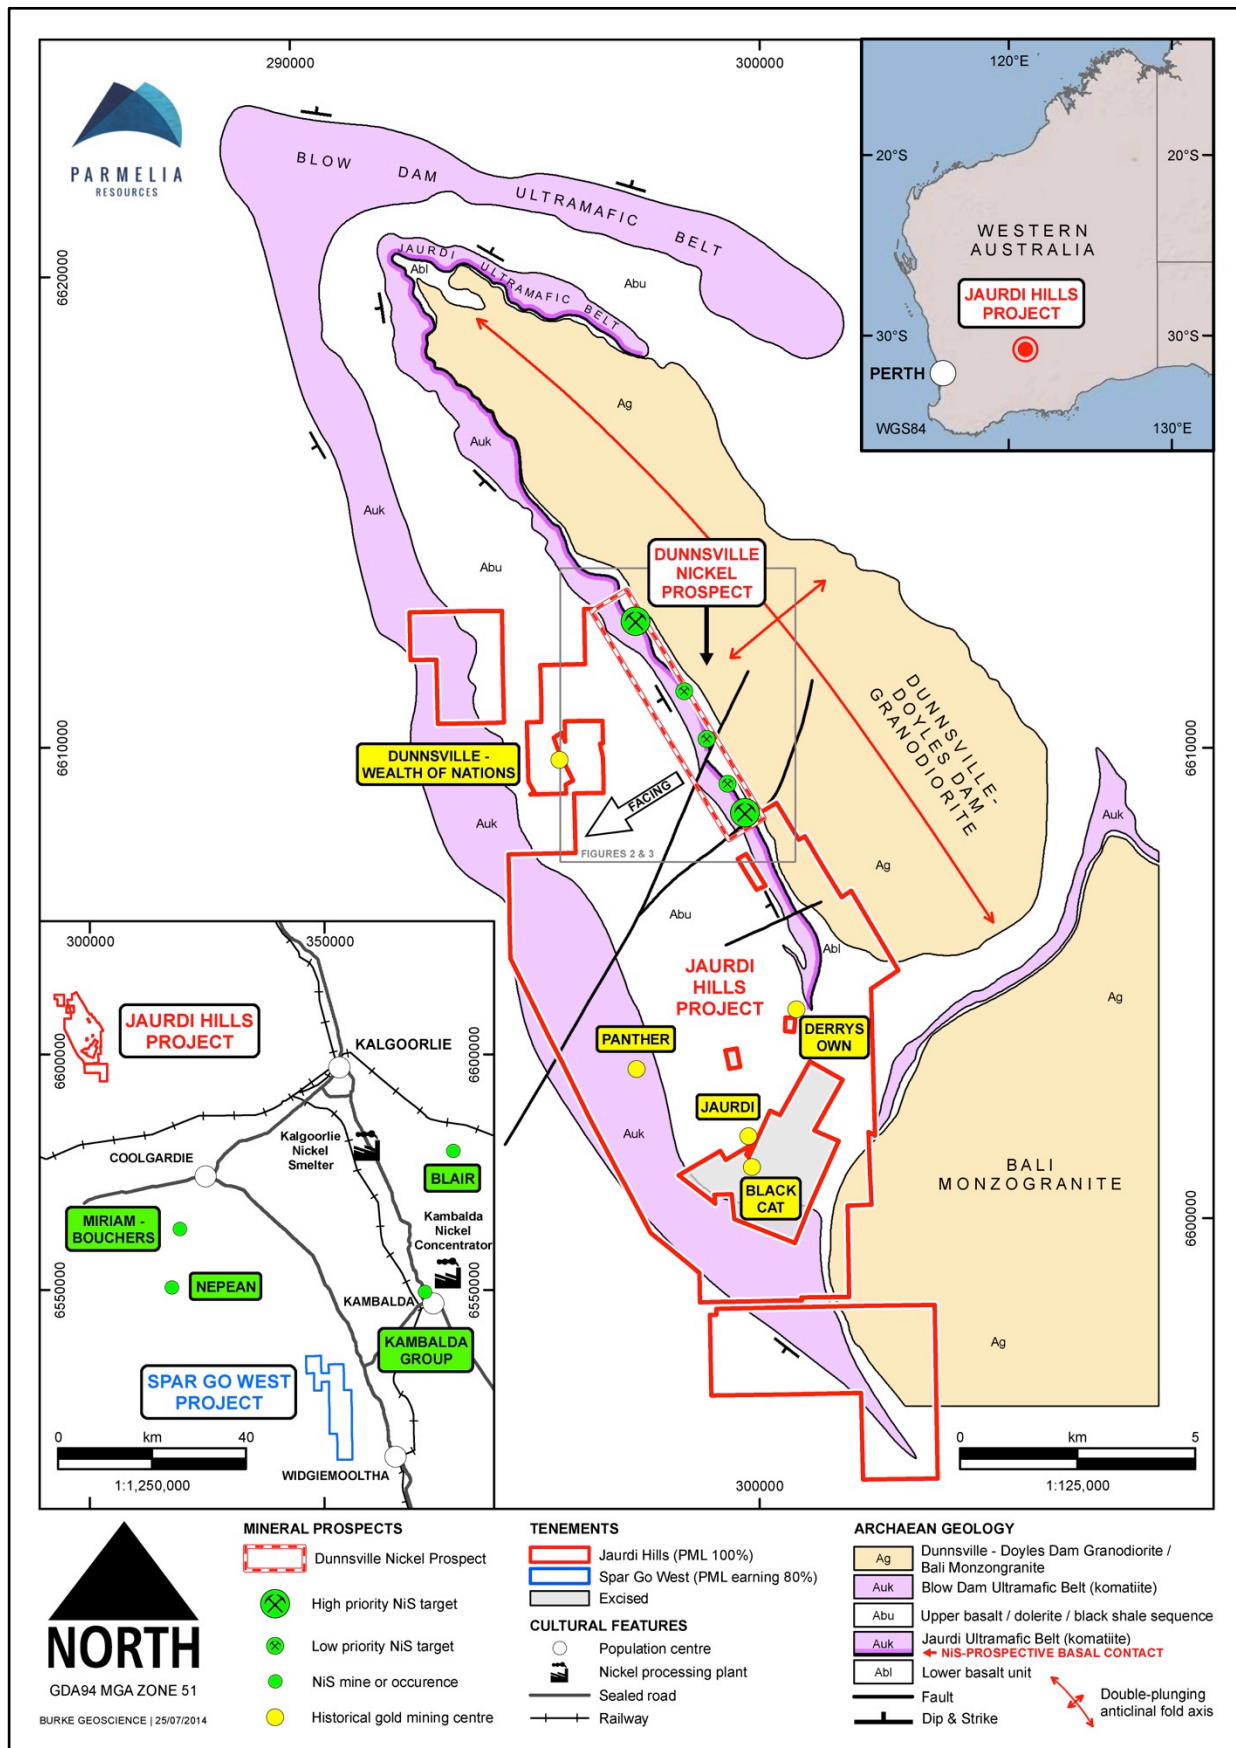 290000
300000
PARMELIA
RESOURCES
BLOW DAM ULTRAMAFIC BELT
JAURDI ULTRAMAFIC BELT
Abl
Abu
6620000
120°E
20°S
20°S
WESTERN
AUSTRALIA
JAURDI HILLS
PROJECT
30°S
30°S
PERTH
WGS84
130°E
Ag
Auk
Auk
Abu
DUNNSVILLE
NICKEL
PROSPECT
DUNNSVILLE-
DOYLES DAM
GRANODIORITE
6610000
6610000
DUNNSVILLE -
WEALTH OF NATIONS
FACING
Auk
Auk
FIGURES 2 & 3
Ag
Abu
Abl
JAURDI
HILLS
PROJECT
Ag
DERRYS
OWN
PANTHER
JAURDI
Auk
BLACK
CAT
BALI
MONZOGRANITE
6600000
Ag
300000
350000
JAURDI HILLS
PROJECT
KALGOORLIE
6600000
6600000
Kalgoorlie
Nickel
Smelter
COOLGARDIE
BLAIR
MIRIAM -
BOUCHERS
Kambalda
Nickel
Concentrator
NEPEAN
6550000
6550000
KAMBALDA
KAMBALDA
GROUP
SPAR GO WEST
PROJECT
0 km 40
1:1,250,000
WIDGIEMOOLTHA
300000
0 km 5
1:125,000
NORTH
GDA94 MGA ZONE 51
BURKE GEOSCIENCE | 25/07/2014
MINERAL PROSPECTS
Dunnsville Nickel Prospect
High priority NiS target
Low priority NiS target
NiS mine or occurence
Historical gold mining centre
TENEMENTS
Jaurdi Hills (PML 100%)
Spar Go West (PML earning 80%)
Excised
CULTURAL FEATURES
Population centre
Nickel processing plant
Sealed road
Railway
ARCHAEAN GEOLOGY
Ag Dunnsville - Doyles Dam Granodiorite /
Bali Monzongranite
Auk Blow Dam Ultramafic Belt (komatiite)
Abu Upper basalt / dolerite / black shale sequence
Auk Jaurdi Ultramafic Belt (komatiite)
NiS-PROSPECTIVE BASAL CONTACT
Abl Lower basalt unit
Fault
Dip & Strike
Double-plunging
anticlinal fold axis